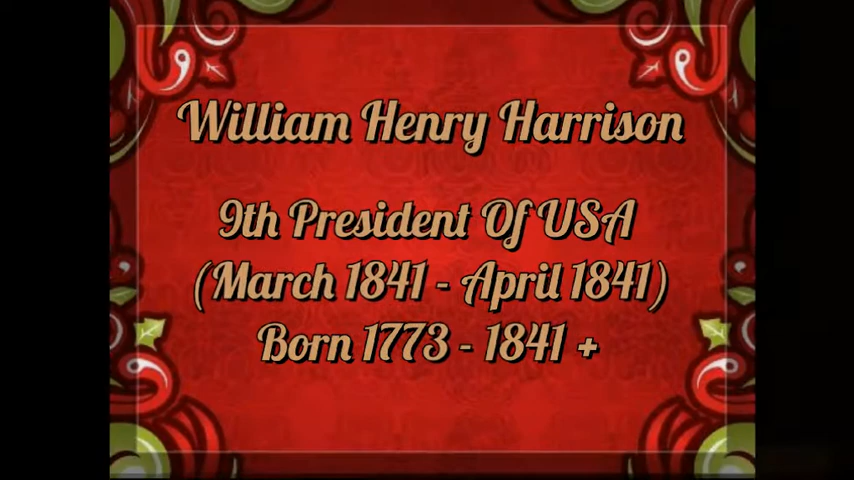 William Henry Harrison
9th President Of USA
(March 1841 - April 1841)
Born 1773 - 1841 +